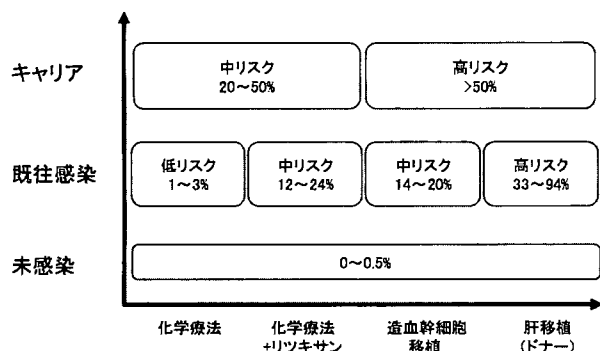 キャリア
中リスク
20～50%
高リスク
>50%
既往感染
低リスク
1～3%
中リスク
12～24%
中リスク
14～20%
高リスク
33～94%
未感染
0～0.5%
化学療法
化学療法
+リツキサン
造血幹細胞
移植
肝移植
(ドナー)